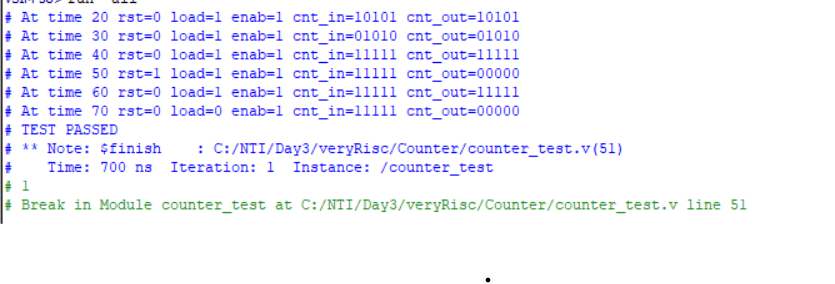 # At time 20 rst=0 load=1 enab=1 cnt_in=10101 cnt_out=10101
# At time 30 rst=0 load=1 enab=1 cnt_in=01010 cnt_out=01010
# At time 40 rst=0 load=1 enab=1 cnt_in=11111 cnt_out=11111
# At time 50 rst=1 load=1 enab=1 cnt_in=11111 cnt_out=00000
# At time 60 rst=0 load=1 enab=1 cnt_in=11111 cnt_out=11111
# At time 70 rst=0 load=0 enab=1 cnt_in=11111 cnt_out=00000
# TEST PASSED
# ** Note: $finish    : C:/NTI/Day3/veryRisc/Counter/counter_test.v(51)
#    Time: 700 ns  Iteration: 1  Instance: /counter_test
# 1
# Break in Module counter_test at C:/NTI/Day3/veryRisc/Counter/counter_test.v line 51